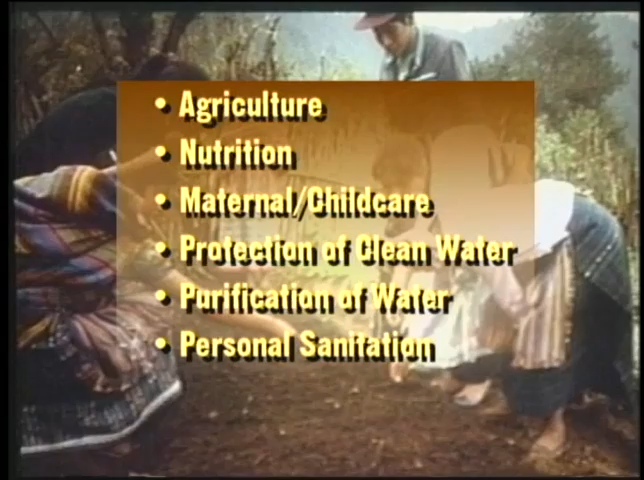 • Agriculture
• Nutrition
• Maternal/Childcare
• Protection of Clean Water
• Purification of Water
• Personal Sanitation